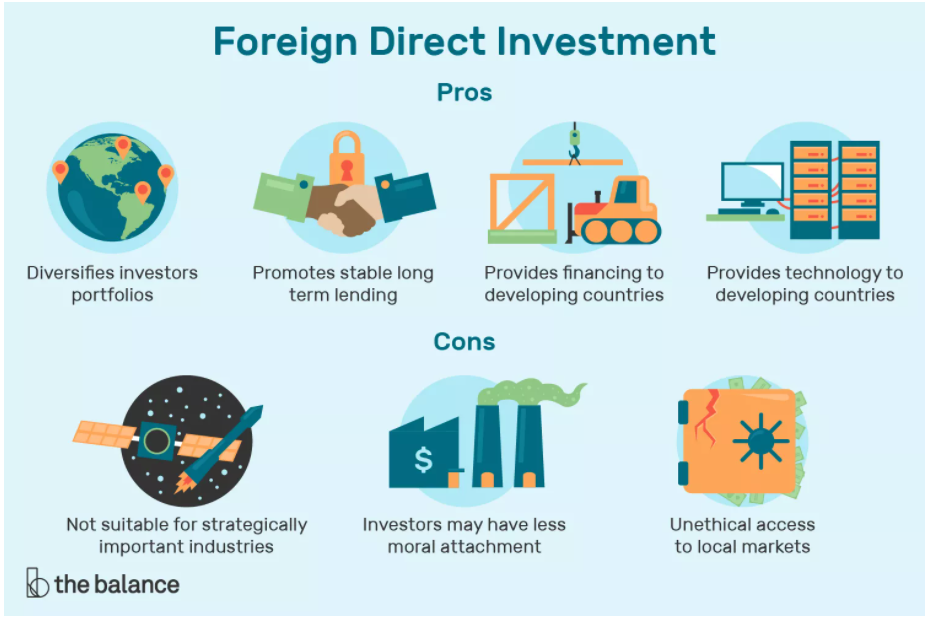 Foreign Direct Investment
Pros
Diversifies investors
portfolios
Promotes stable long
term lending
Provides financing to
developing countries
Provides technology to
developing countries
Cons
$
Not suitable for strategically
important industries
Investors may have less
moral attachment
Unethical access
to local markets
the balance